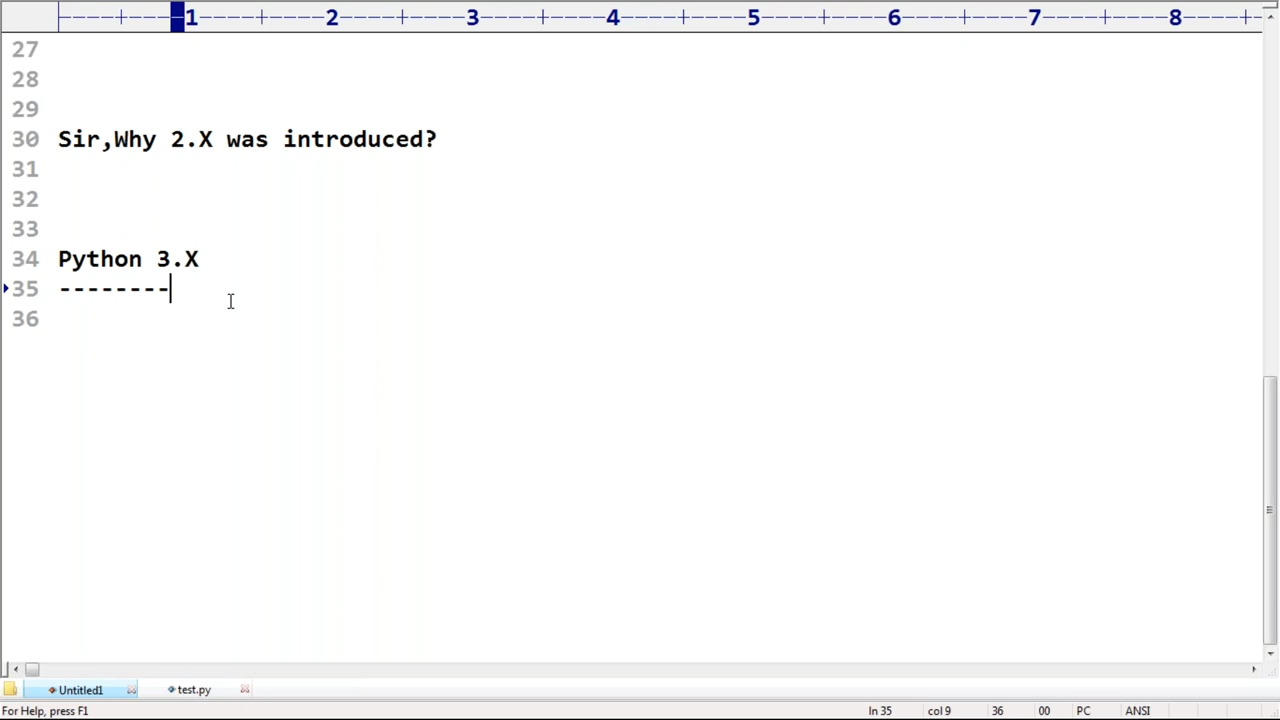 1 2 3 4 5 6 7 8
27
28
29
30 Sir,Why 2.X was introduced?
31
32
33
34 Python 3.X
35 --------
36
Untitled1 test.py
For Help, press F1 ln 35 col 9 36 00 PC ANSI